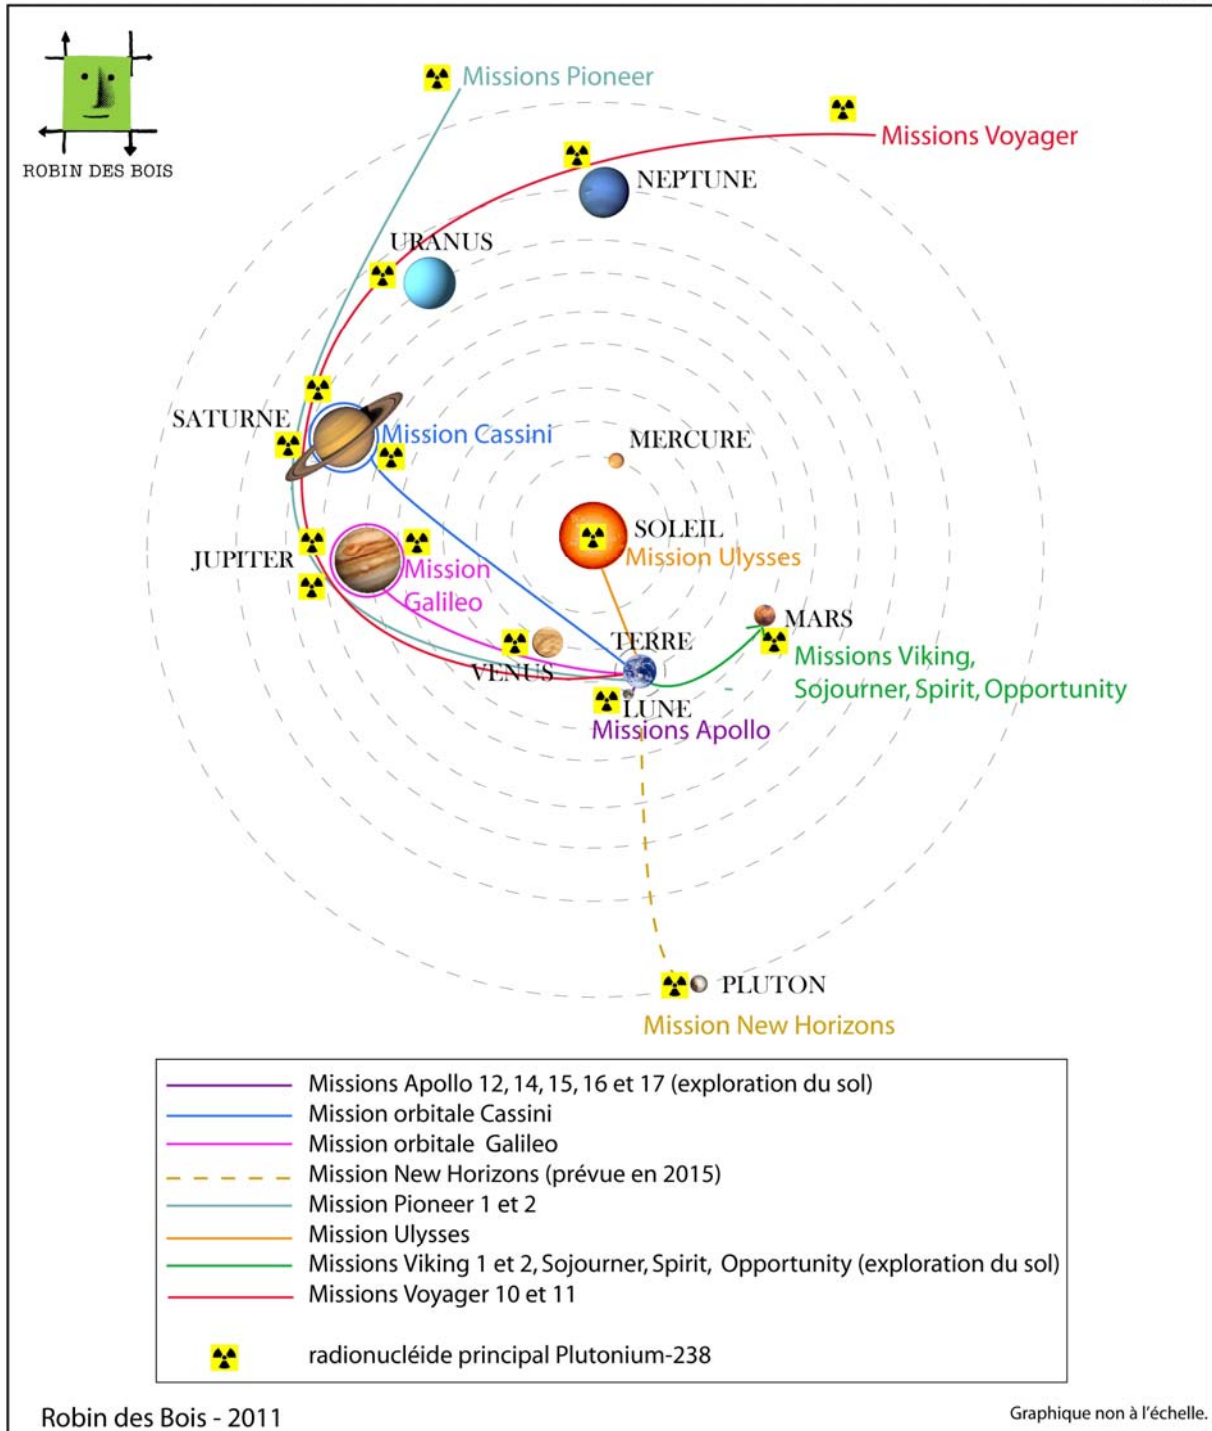 ROBIN DES BOIS
Missions Pioneer
Missions Voyager
NEPTUNE
URANUS
SATURNE
Mission Cassini
MERCURE
SOLEIL
Mission Ulysses
JUPITER
Mission
Galileo
MARS
TERRE
VENUS
Missions Viking,
Sojourner, Spirit, Opportunity
LUNE
Missions Apollo
PLUTON
Mission New Horizons
Missions Apollo 12, 14, 15, 16 et 17 (exploration du sol)
Mission orbitale Cassini
Mission orbitale Galileo
Mission New Horizons (prévue en 2015)
Mission Pioneer 1 et 2
Mission Ulysses
Missions Viking 1 et 2, Sojourner, Spirit, Opportunity (exploration du sol)
Missions Voyager 10 et 11
radionucléide principal Plutonium-238
Robin des Bois - 2011
Graphique non à l'échelle.